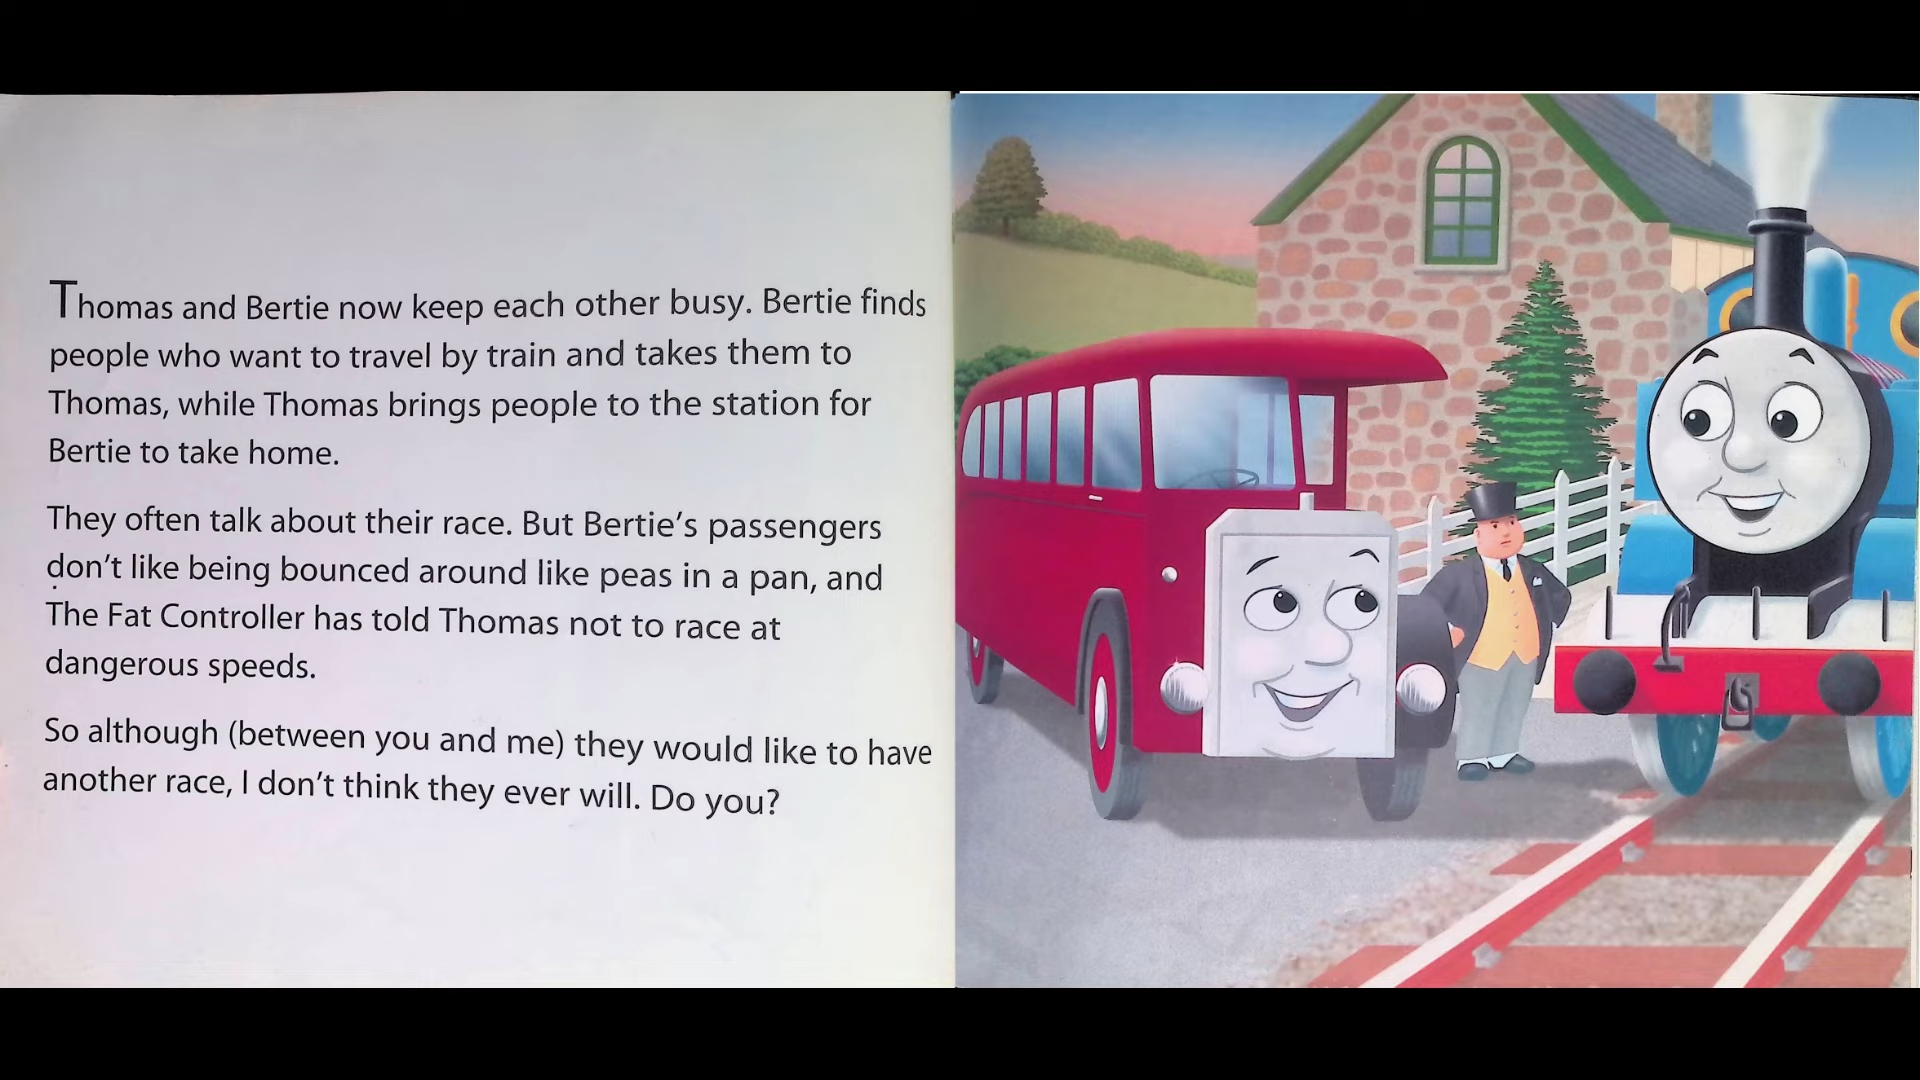 Thomas and Bertie now keep each other busy. Bertie finds
people who want to travel by train and takes them to
Thomas, while Thomas brings people to the station for
Bertie to take home.
They often talk about their race. But Bertie’s passengers
don’t like being bounced around like peas in a pan, and
The Fat Controller has told Thomas not to race at
dangerous speeds.
So although (between you and me) they would like to have
another race, I don’t think they ever will. Do you?